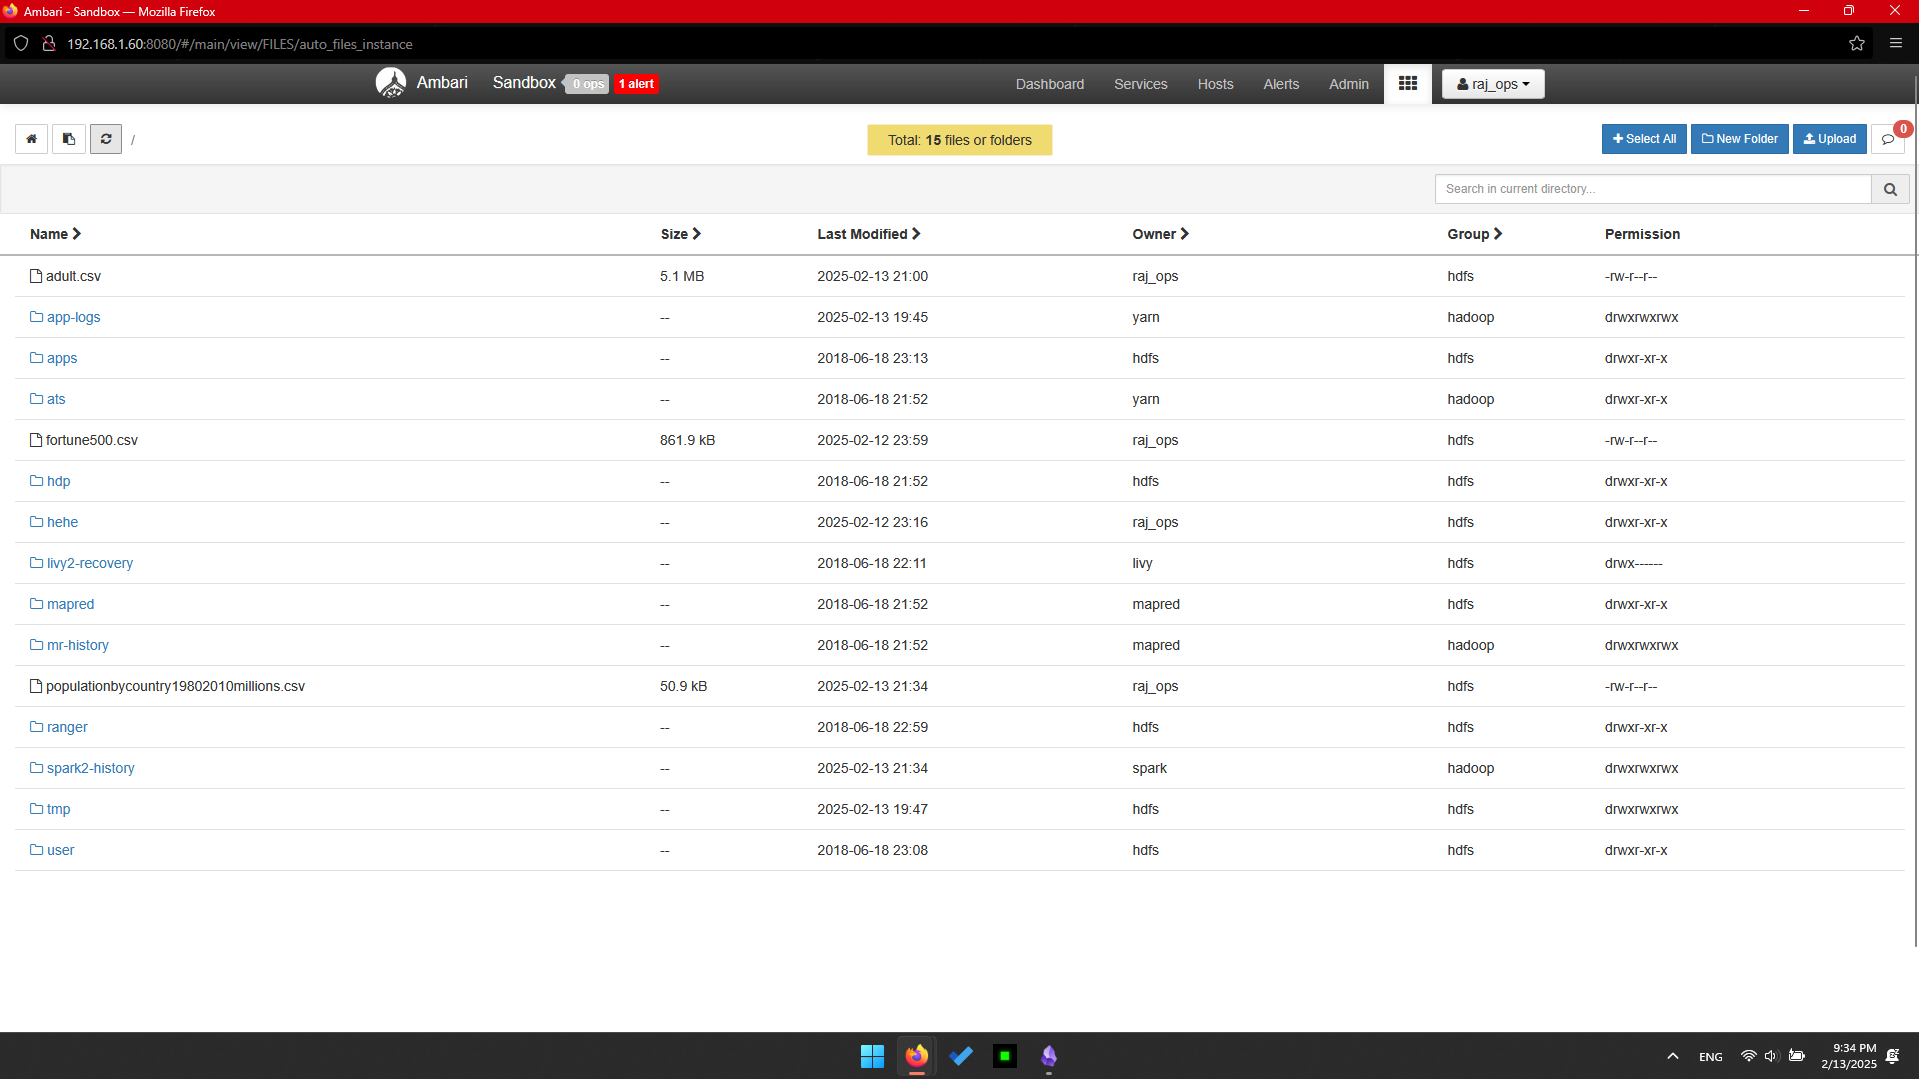 Ambari - Sandbox — Mozilla Firefox
192.168.1.60:8080/#/main/view/FILES/auto_files_instance
Ambari Sandbox 0 ops 1 alert Dashboard Services Hosts Alerts Admin raj_ops
/ Total: 15 files or folders Select All New Folder Upload 0
Search in current directory...
Name Size Last Modified Owner Group Permission
adult.csv 5.1 MB 2025-02-13 21:00 raj_ops hdfs -rw-r--r--
app-logs -- 2025-02-13 19:45 yarn hadoop drwxrwxrwx
apps -- 2018-06-18 23:13 hdfs hdfs drwxr-xr-x
ats -- 2018-06-18 21:52 yarn hadoop drwxr-xr-x
fortune500.csv 861.9 kB 2025-02-12 23:59 raj_ops hdfs -rw-r--r--
hdp -- 2018-06-18 21:52 hdfs hdfs drwxr-xr-x
hehe -- 2025-02-12 23:16 raj_ops hdfs drwxr-xr-x
livy2-recovery -- 2018-06-18 22:11 livy hdfs drwx------
mapred -- 2018-06-18 21:52 mapred hdfs drwxr-xr-x
mr-history -- 2018-06-18 21:52 mapred hadoop drwxrwxrwx
populationbycountry19802010millions.csv 50.9 kB 2025-02-13 21:34 raj_ops hdfs -rw-r--r--
ranger -- 2018-06-18 22:59 hdfs hdfs drwxr-xr-x
spark2-history -- 2025-02-13 21:34 spark hadoop drwxrwxrwx
tmp -- 2025-02-13 19:47 hdfs hdfs drwxrwxrwx
user -- 2018-06-18 23:08 hdfs hdfs drwxr-xr-x
ENG 9:34 PM
2/13/2025